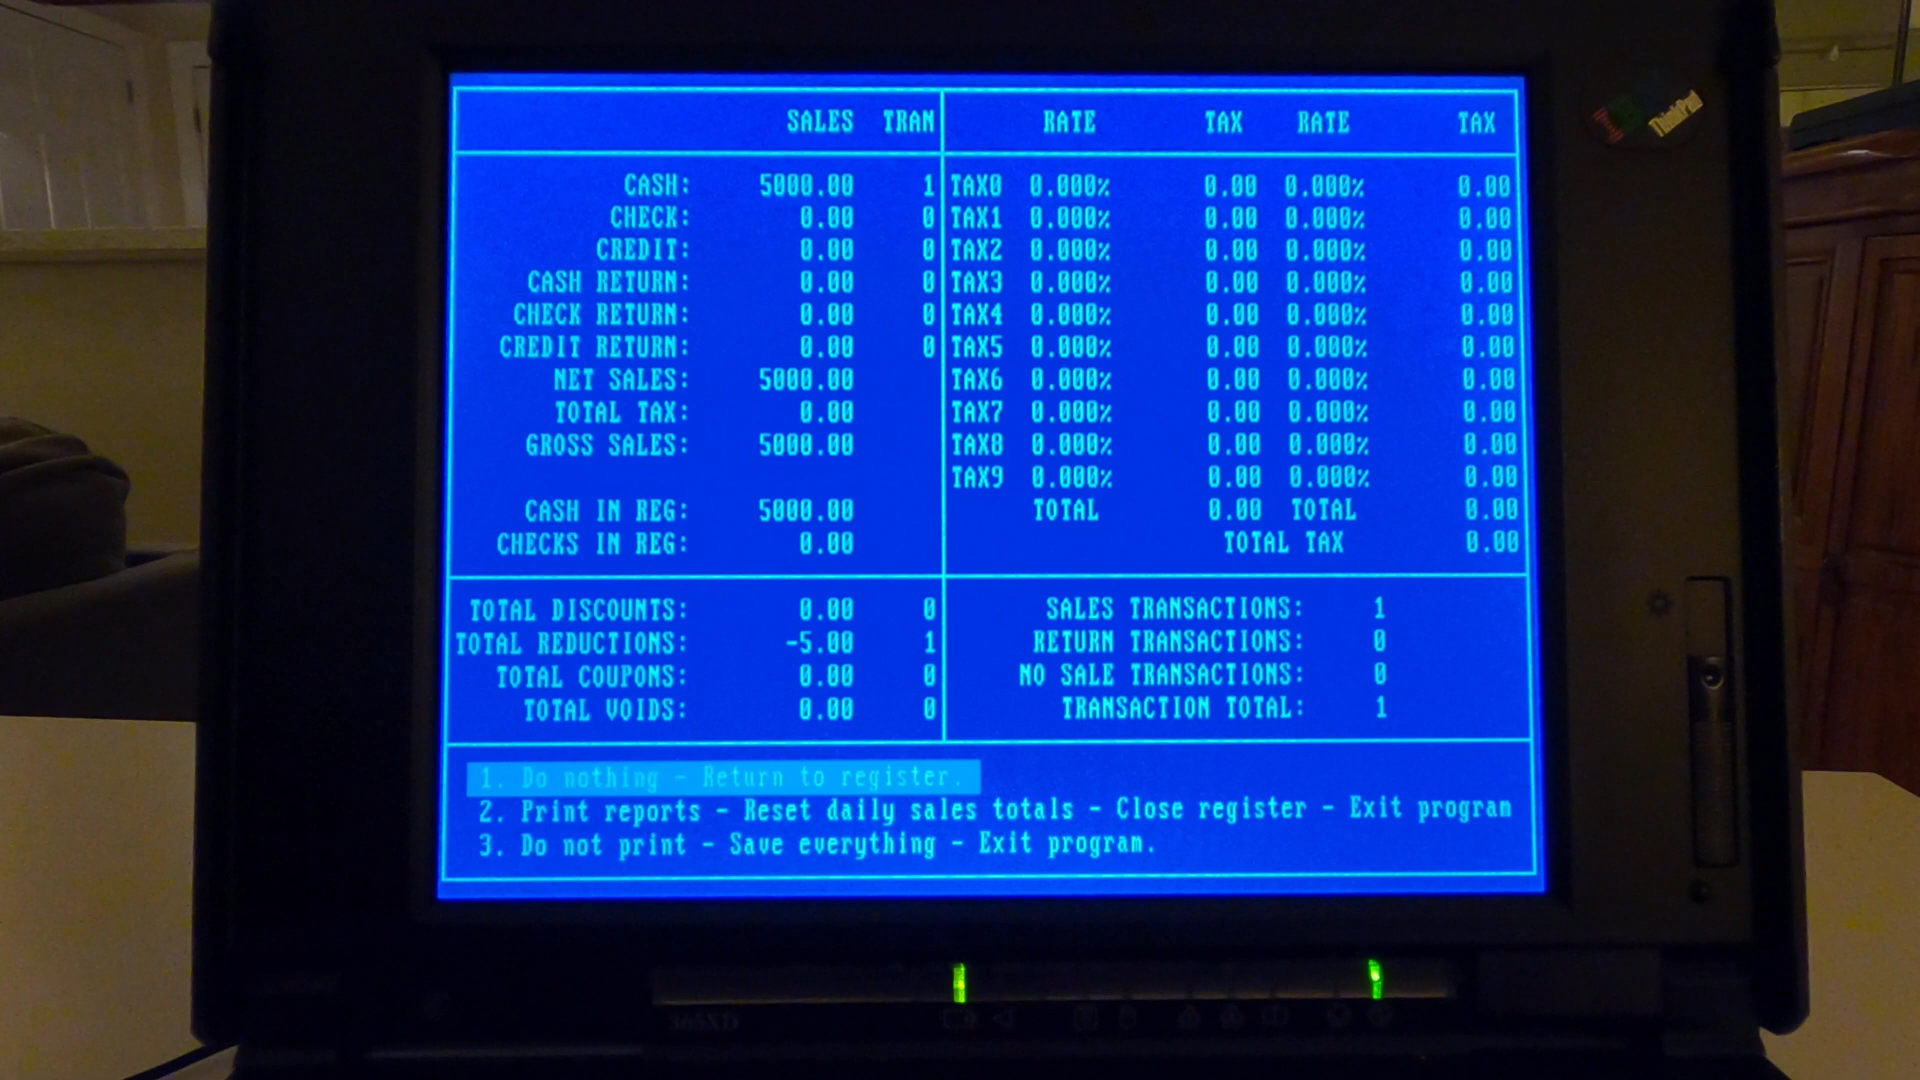 SALES TRAN RATE TAX RATE TAX
CASH: 5000.00 1 TAX0 0.000% 0.00 0.000% 0.00
CHECK: 0.00 0 TAX1 0.000% 0.00 0.000% 0.00
CREDIT: 0.00 0 TAX2 0.000% 0.00 0.000% 0.00
CASH RETURN: 0.00 0 TAX3 0.000% 0.00 0.000% 0.00
CHECK RETURN: 0.00 0 TAX4 0.000% 0.00 0.000% 0.00
CREDIT RETURN: 0.00 0 TAX5 0.000% 0.00 0.000% 0.00
NET SALES: 5000.00 TAX6 0.000% 0.00 0.000% 0.00
TOTAL TAX: 0.00 TAX7 0.000% 0.00 0.000% 0.00
GROSS SALES: 5000.00 TAX8 0.000% 0.00 0.000% 0.00
TAX9 0.000% 0.00 0.000% 0.00
CASH IN REG: 5000.00 TOTAL 0.00 TOTAL 0.00
CHECKS IN REG: 0.00 TOTAL TAX 0.00
TOTAL DISCOUNTS: 0.00 0 SALES TRANSACTIONS: 1
TOTAL REDUCTIONS: -5.00 1 RETURN TRANSACTIONS: 0
TOTAL COUPONS: 0.00 0 NO SALE TRANSACTIONS: 0
TOTAL VOIDS: 0.00 0 TRANSACTION TOTAL: 1
1. Do nothing - Return to register.
2. Print reports - Reset daily sales totals - Close register - Exit program
3. Do not print - Save everything - Exit program.
ThinkPad
365XD